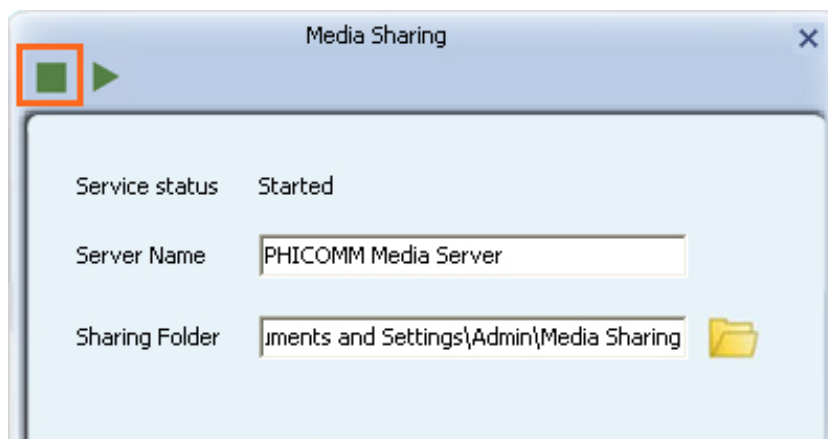 Media Sharing
Service status Started
Server Name PHICOMM Media Server
Sharing Folder uments and Settings\Admin\Media Sharing